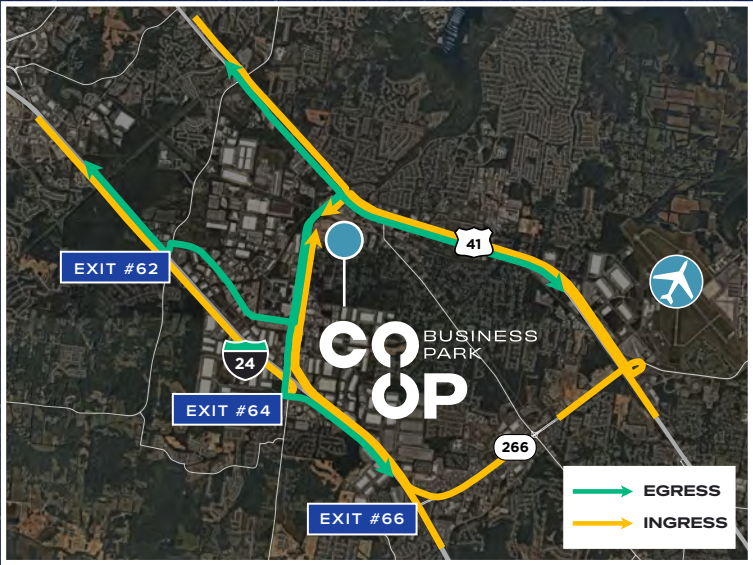 41
EXIT #62
CO-OP
BUSINESS
PARK
24
EXIT #64
266
EXIT #66
EGRESS
INGRESS